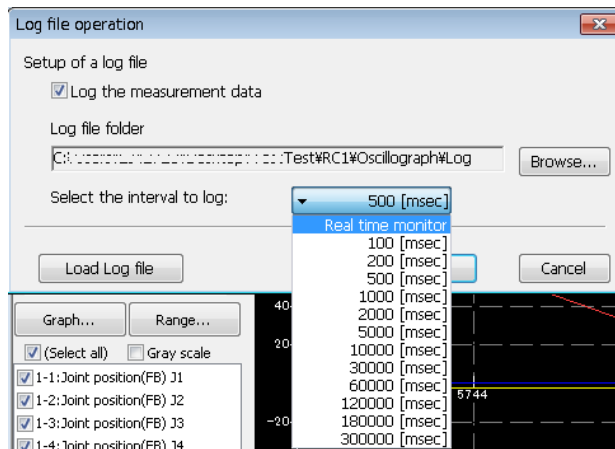 Log file operation
Setup of a log file
Log the measurement data
Log file folder
C:¥ Test¥RC1¥Oscillograph¥Log
Browse...
Select the interval to log:
500 [msec]
Real time monitor
100 [msec]
200 [msec]
500 [msec]
1000 [msec]
2000 [msec]
5000 [msec]
10000 [msec]
30000 [msec]
60000 [msec]
120000 [msec]
180000 [msec]
300000 [msec]
Load Log file
Cancel
Graph...
Range...
(Select all)
Gray scale
1-1:Joint position(FB) J1
1-2:Joint position(FB) J2
1-3:Joint position(FB) J3
1-4:Joint position(FB) J4
40
20
-20
5744